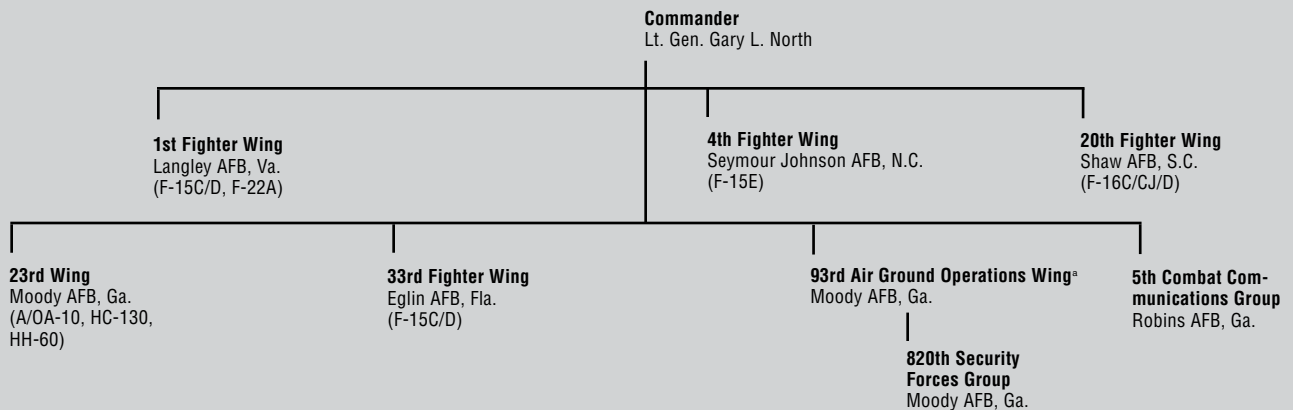 Commander
Lt. Gen. Gary L. North
1st Fighter Wing
Langley AFB, Va.
(F-15C/D, F-22A)
4th Fighter Wing
Seymour Johnson AFB, N.C.
(F-15E)
20th Fighter Wing
Shaw AFB, S.C.
(F-16C/CJ/D)
23rd Wing
Moody AFB, Ga.
(A/OA-10, HC-130,
HH-60)
33rd Fighter Wing
Eglin AFB, Fla.
(F-15C/D)
93rd Air Ground Operations Wingᵃ
Moody AFB, Ga.
820th Security
Forces Group
Moody AFB, Ga.
5th Combat Com-
munications Group
Robins AFB, Ga.